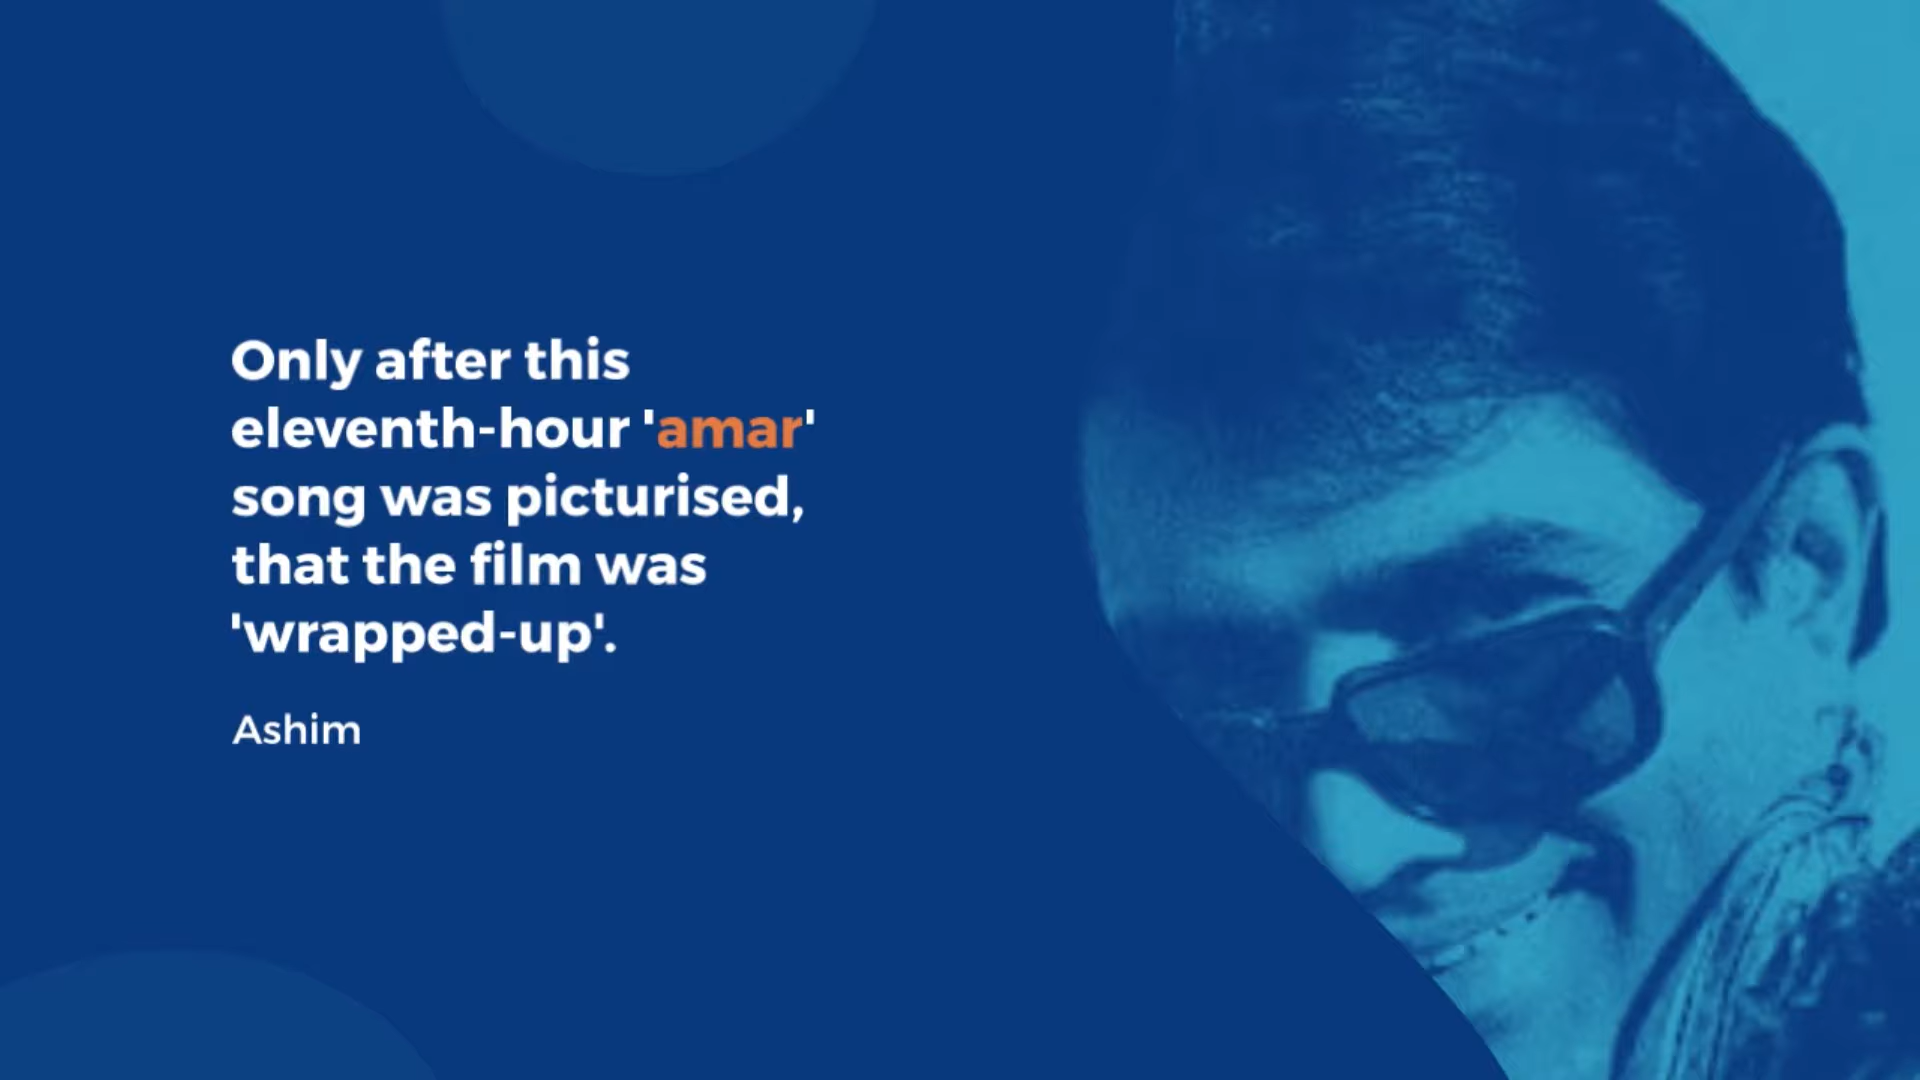 Only after this
eleventh-hour 'amar'
song was picturised,
that the film was
'wrapped-up'.
Ashim